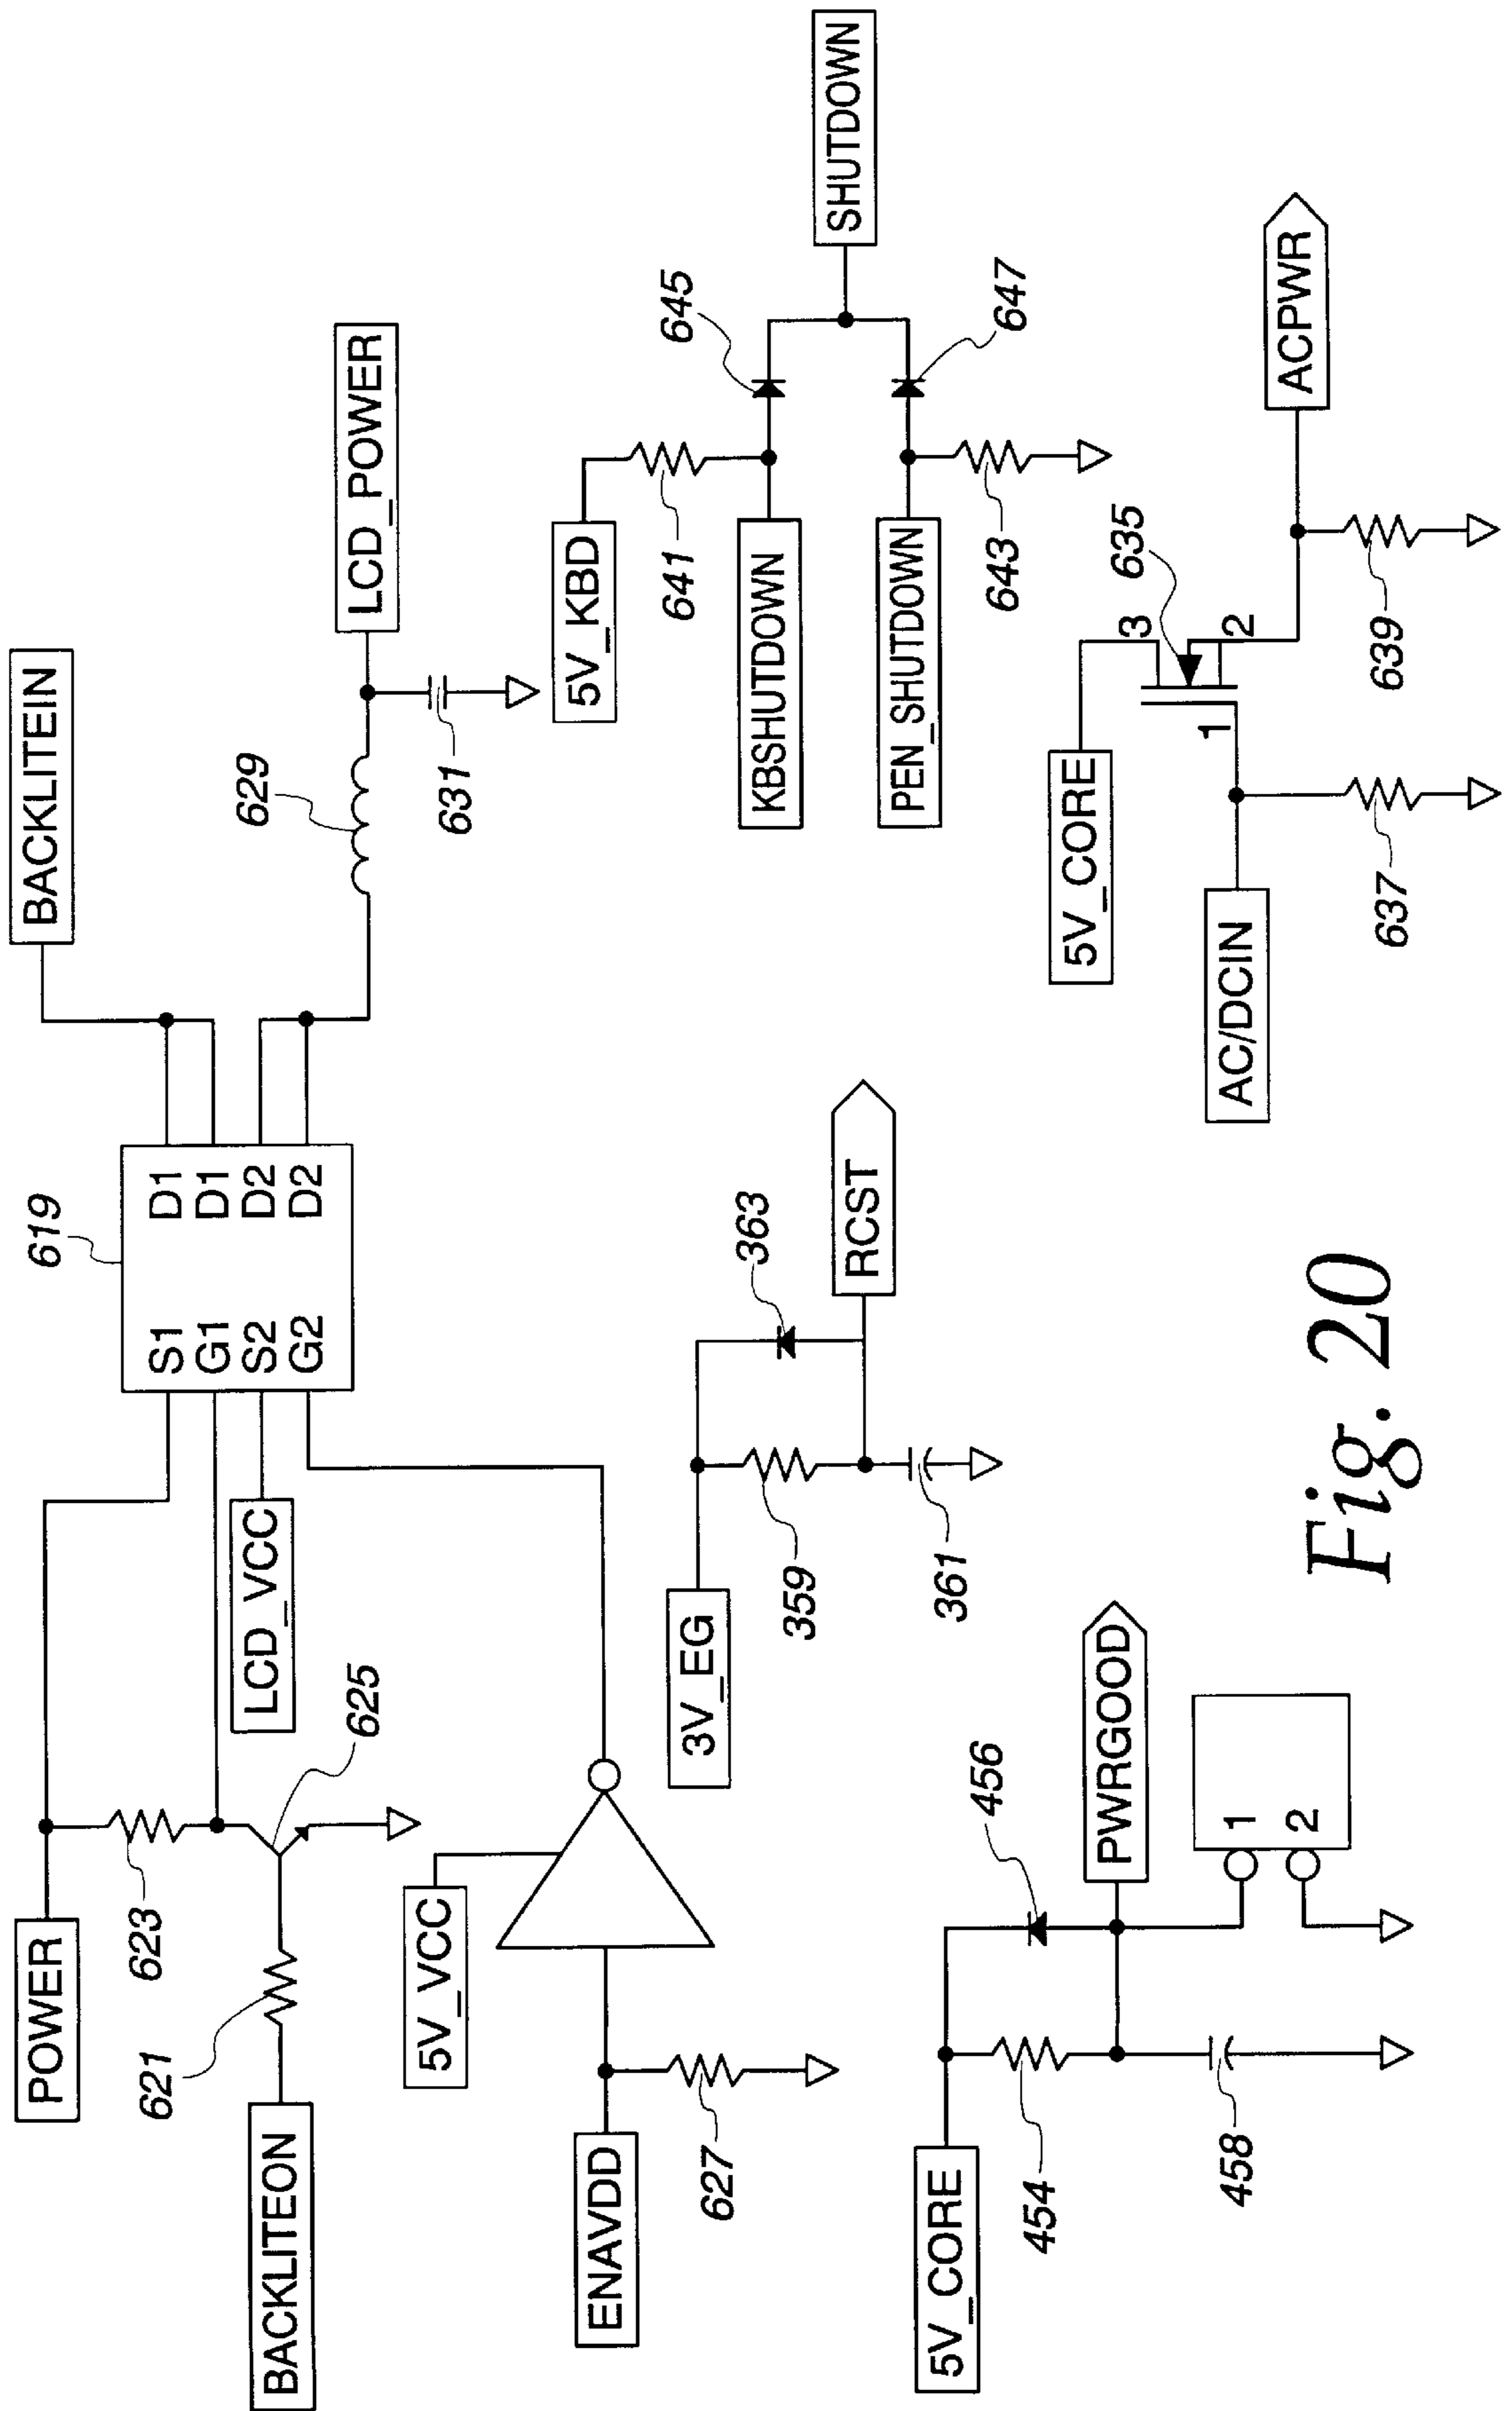 BACKLITEIN
POWER
623
619
S1 D1
G1 D1
S2 D2
G2 D2
621
BACKLITEON
625
LCD_VCC
629
LCD_POWER
631
5V_VCC
ENAVDD
627
5V_KBD
641
645
KBSHUTDOWN
SHUTDOWN
PEN_SHUTDOWN
647
643
3V_EG
363
359
RCST
361
5V_CORE
456
454
PWRGOOD
458
1
2
5V_CORE
3
635
1
2
AC/DCIN
ACPWR
637
639
Fig. 20